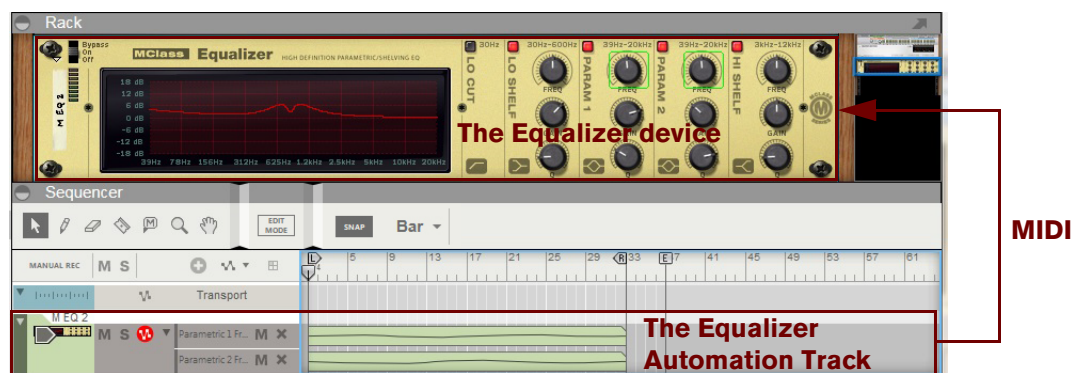 Rack
Bypass
On
Off
MClass Equalizer HIGH DEFINITION PARAMETRIC/SHELVING EQ
30Hz 30Hz-600Hz 39Hz-20kHz 39Hz-20kHz 3kHz-12kHz
LO CUT
LO SHELF
PARAM 1
PARAM 2
HI SHELF
FREQ FREQ FREQ FREQ
GAIN
Q
M EQ 2
18 dB
12 dB
6 dB
0 dB
-6 dB
-12 dB
-18 dB
39Hz 78Hz 156Hz 312Hz 625Hz 1.2kHz 2.5kHz 5kHz 10kHz 20kHz
The Equalizer device
MIDI
Sequencer
EDIT
MODE
SNAP
Bar
MANUAL REC M S
L 5 9 13 17 21 25 29 R 33 E 7 41 45 49 53 57 61
Transport
M EQ 2
M S
Parametric 1 Fr... M
Parametric 2 Fr... M
The Equalizer
Automation Track